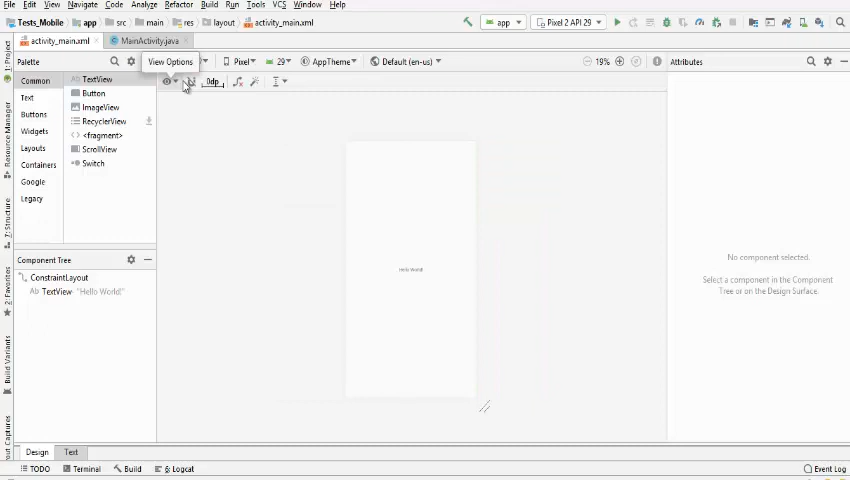 File Edit View Navigate Code Analyze Refactor Build Run Tools VCS Window Help
Tests_Mobile app src main res layout activity_main.xml app Pixel 2 API 29
activity_main.xml MainActivity.java
Palette View Options Pixel 29 AppTheme Default (en-us) 19% Attributes
Common
Text
Buttons
Widgets
Layouts
Containers
Google
Legacy
Ab TextView
Button
ImageView
RecyclerView
<fragment>
ScrollView
Switch
0dp
Hello World!
No component selected.
Select a component in the Component
Tree or on the Design Surface.
Component Tree
ConstraintLayout
Ab TextView- "Hello World!"
1: Project
Resource Manager
7: Structure
2: Favorites
Build Variants
out Captures
Design Text
TODO Terminal Build 6: Logcat Event Log